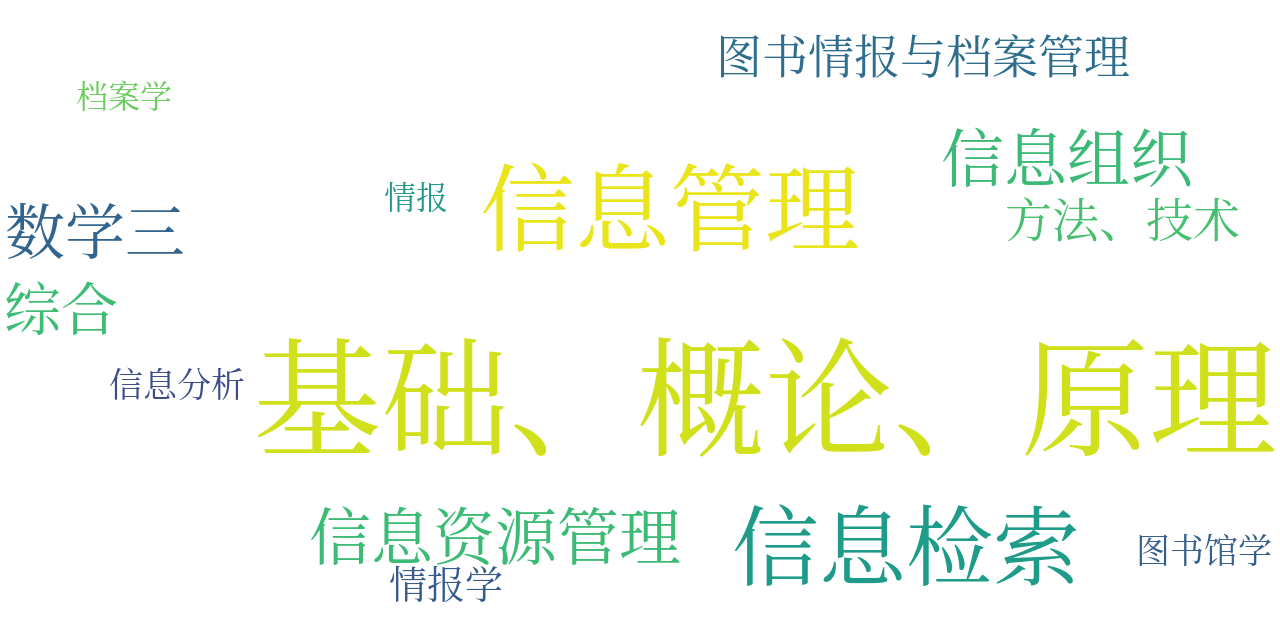 图书情报与档案管理
档案学
信息组织
信息管理
情报
方法、技术
数学三
综合
信息分析
基础、概论、原理
信息资源管理
信息检索
图书馆学
情报学